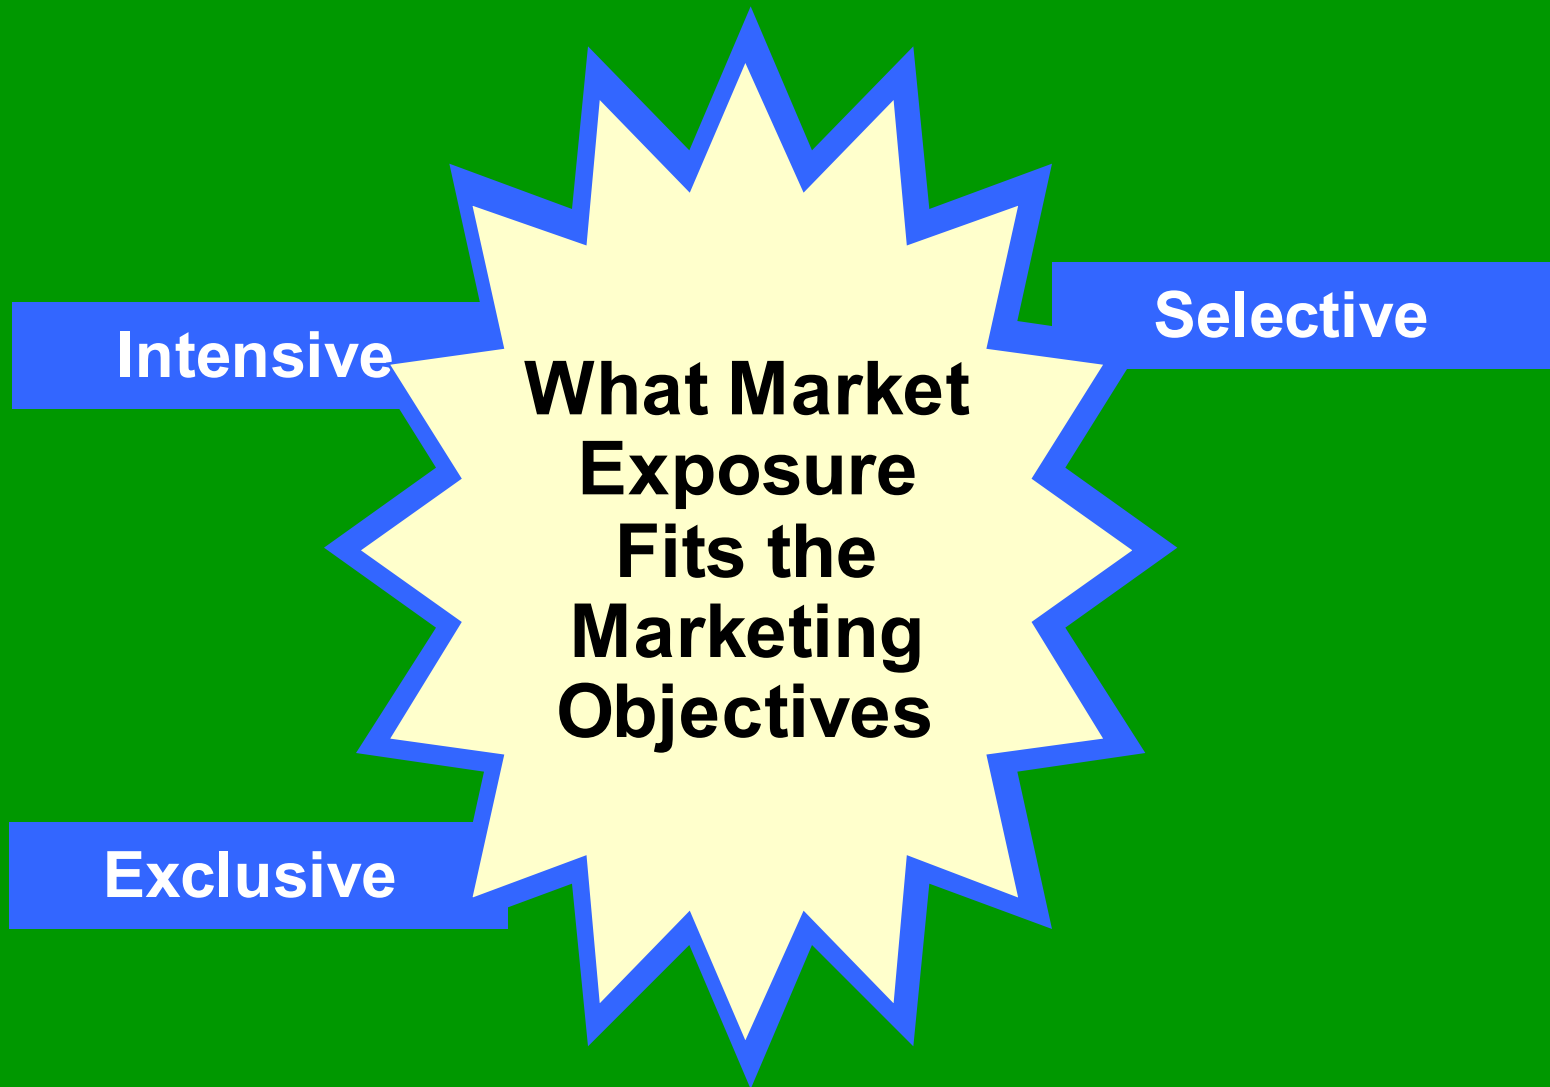 Intensive
Selective
What Market
Exposure
Fits the
Marketing
Objectives
Exclusive